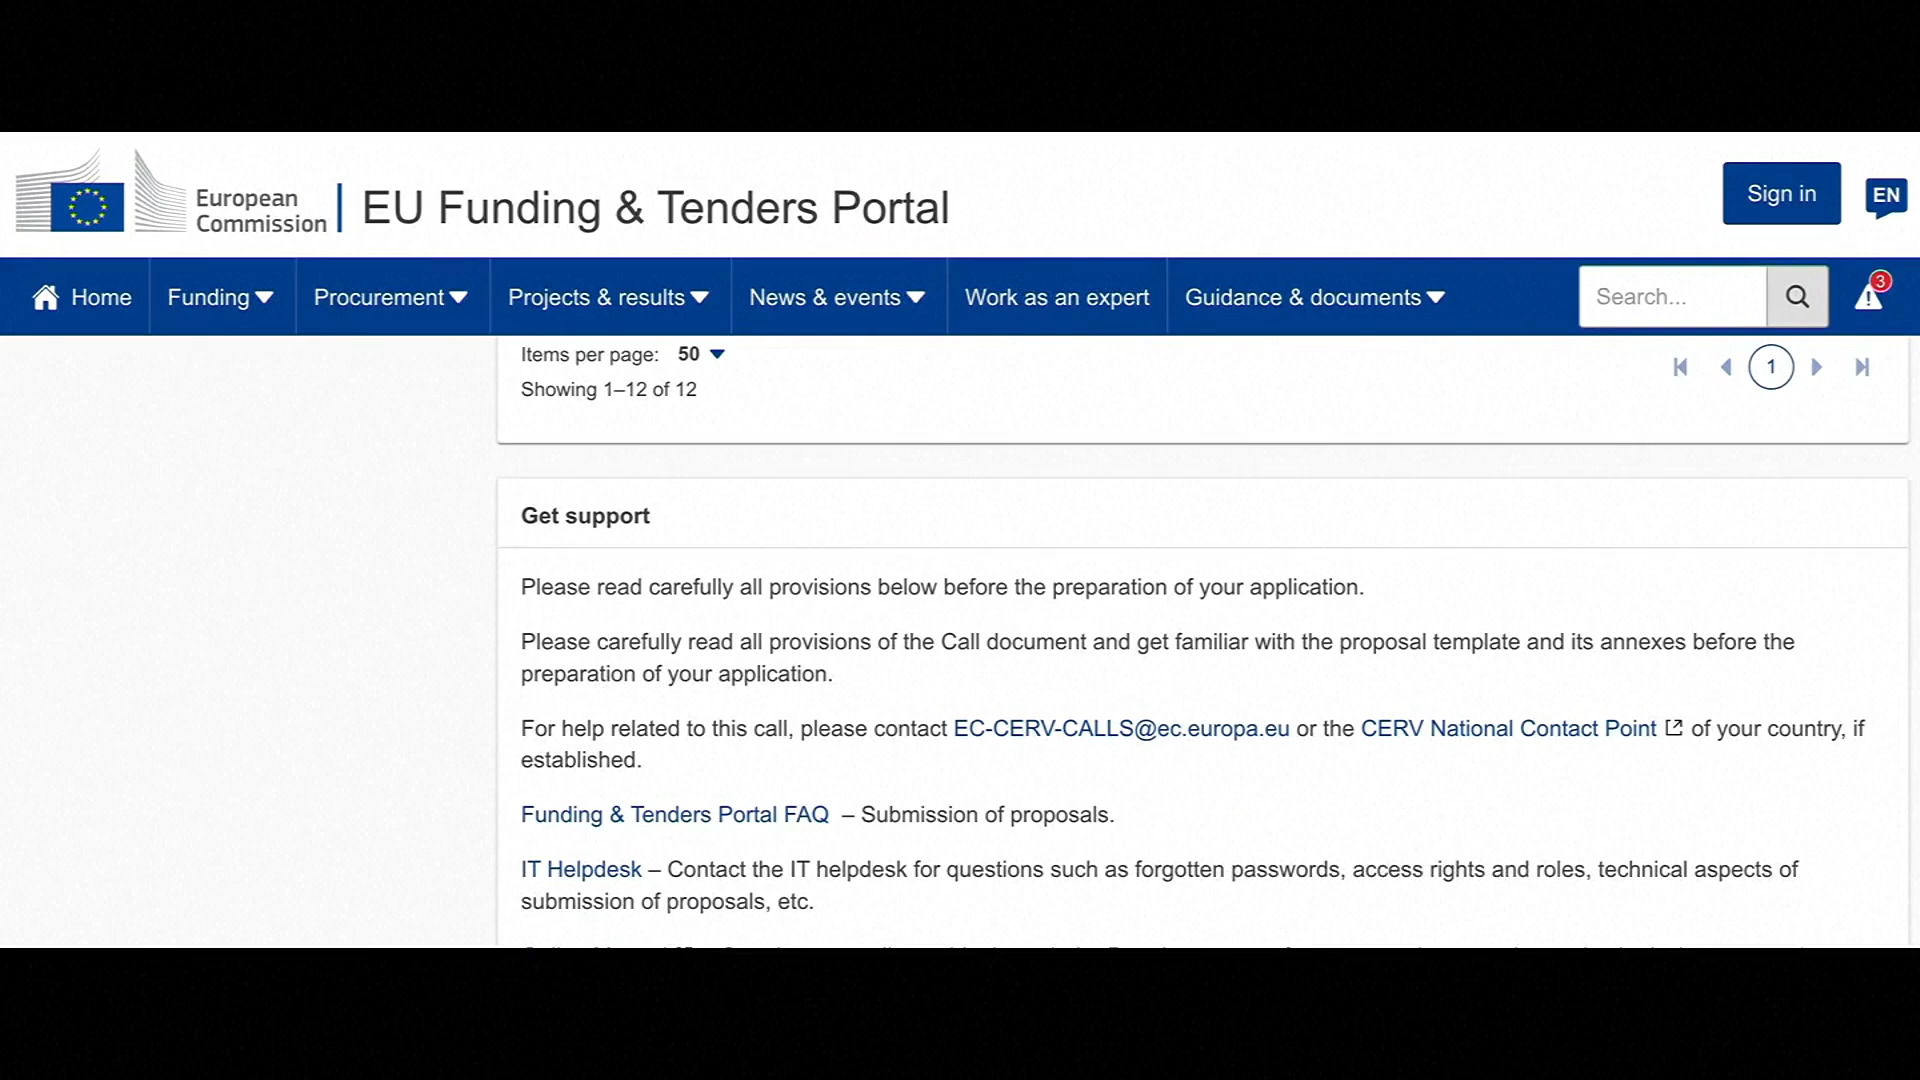 European
Commission
EU Funding & Tenders Portal
Sign in
EN
Home
Funding
Procurement
Projects & results
News & events
Work as an expert
Guidance & documents
Search...
3
Items per page: 50
1
Showing 1–12 of 12
Get support
Please read carefully all provisions below before the preparation of your application.
Please carefully read all provisions of the Call document and get familiar with the proposal template and its annexes before the
preparation of your application.
For help related to this call, please contact EC-CERV-CALLS@ec.europa.eu or the CERV National Contact Point of your country, if
established.
Funding & Tenders Portal FAQ – Submission of proposals.
IT Helpdesk – Contact the IT helpdesk for questions such as forgotten passwords, access rights and roles, technical aspects of
submission of proposals, etc.